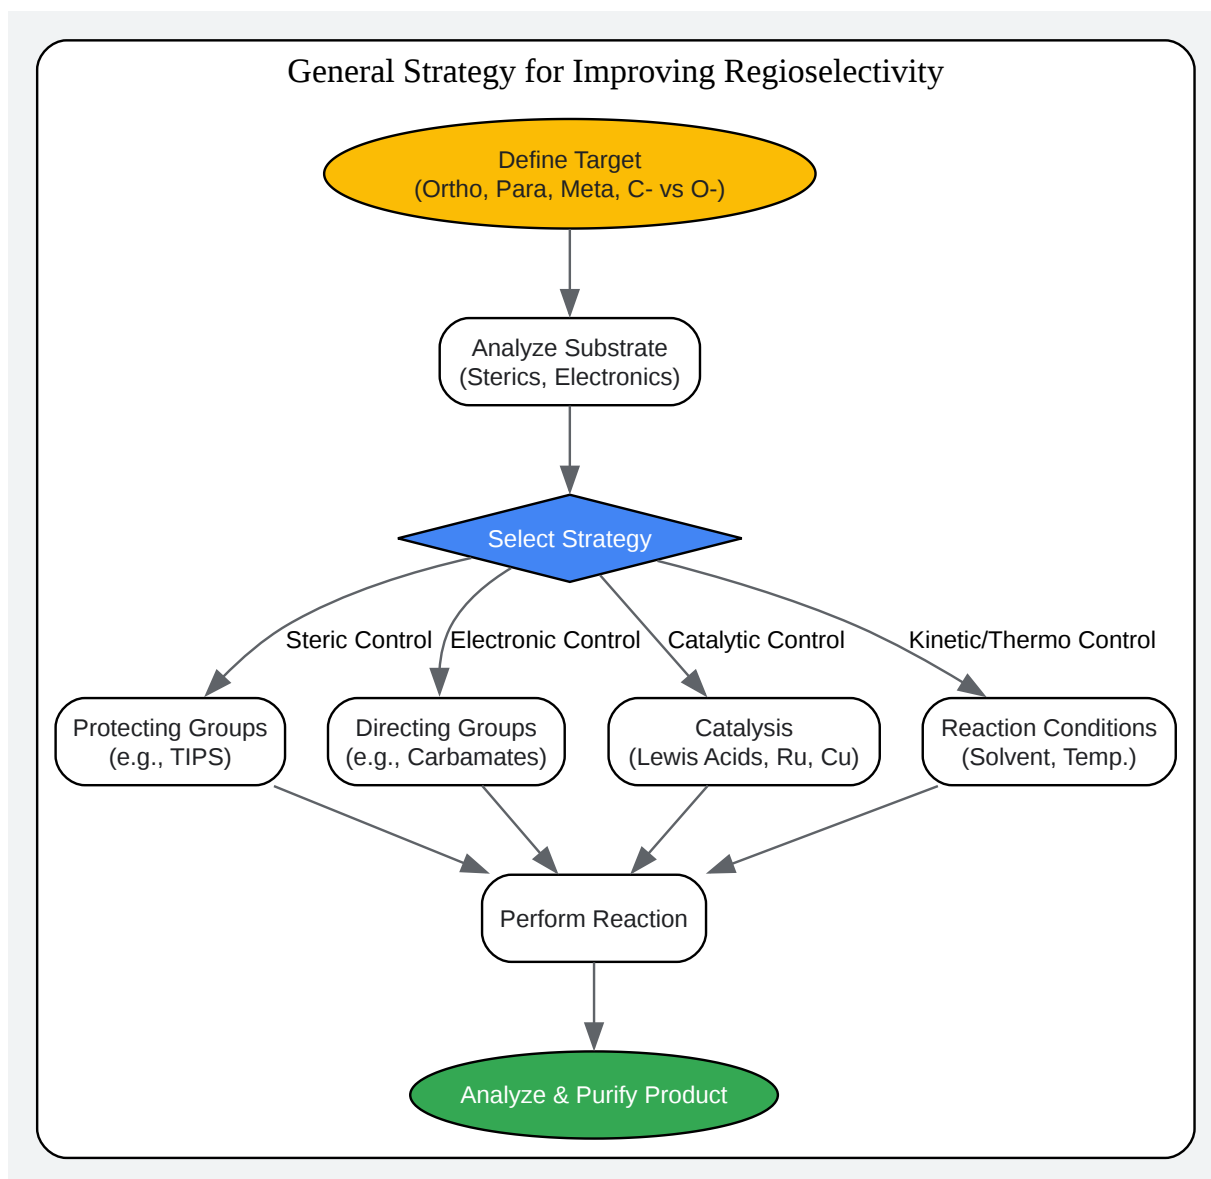 General Strategy for Improving Regioselectivity
Define Target
(Ortho, Para, Meta, C- vs O-)
Analyze Substrate
(Sterics, Electronics)
Select Strategy
Steric Control
Electronic Control
Catalytic Control
Kinetic/Thermo Control
Protecting Groups
(e.g., TIPS)
Directing Groups
(e.g., Carbamates)
Catalysis
(Lewis Acids, Ru, Cu)
Reaction Conditions
(Solvent, Temp.)
Perform Reaction
Analyze & Purify Product